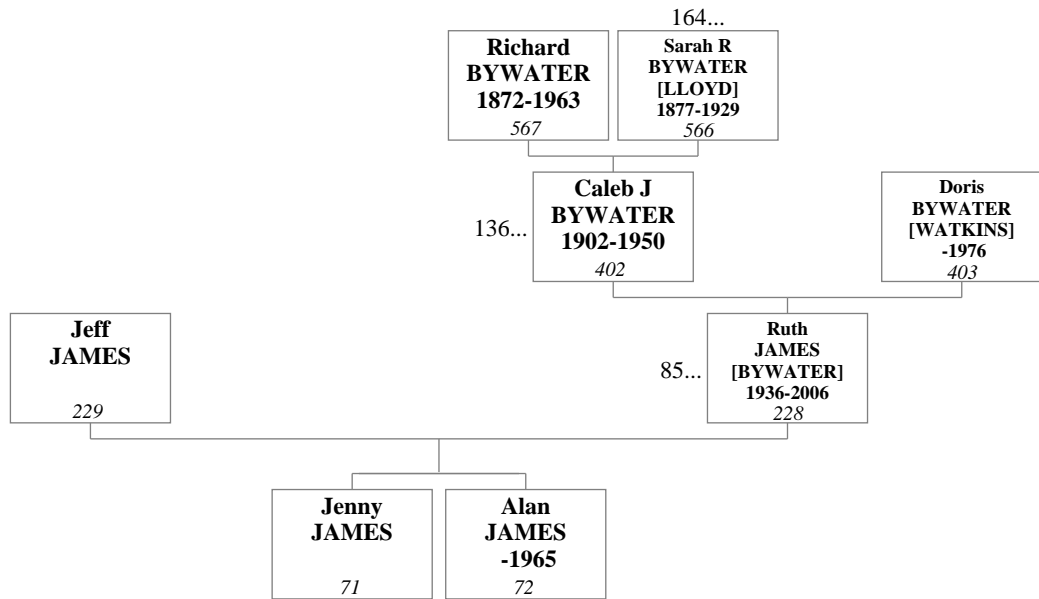 164...
Richard
BYWATER
1872-1963
567
Sarah R
BYWATER
[LLOYD]
1877-1929
566
136...
Caleb J
BYWATER
1902-1950
402
Doris
BYWATER
[WATKINS]
-1976
403
Jeff
JAMES
229
85...
Ruth
JAMES
[BYWATER]
1936-2006
228
Jenny
JAMES
71
Alan
JAMES
-1965
72